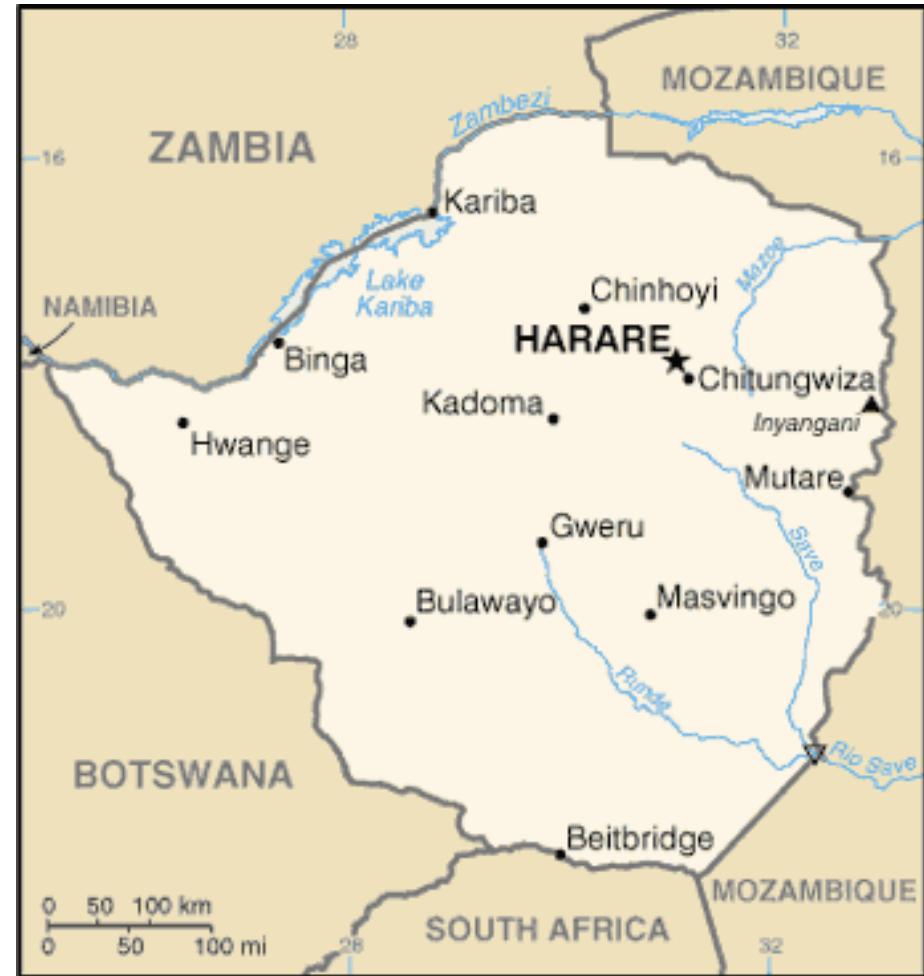 28
32
MOZAMBIQUE
Zambezi
ZAMBIA
16
16
Kariba
Mazoe
Lake
Kariba
Chinhoyi
NAMIBIA
HARARE
Binga
Chitungwiza
Kadoma
Inyangani
Hwange
Mutare
Gweru
Save
20
Bulawayo
Masvingo
20
Runde
BOTSWANA
Rio Save
Beitbridge
MOZAMBIQUE
0 50 100 km
SOUTH AFRICA
0 50 100 mi
28
32